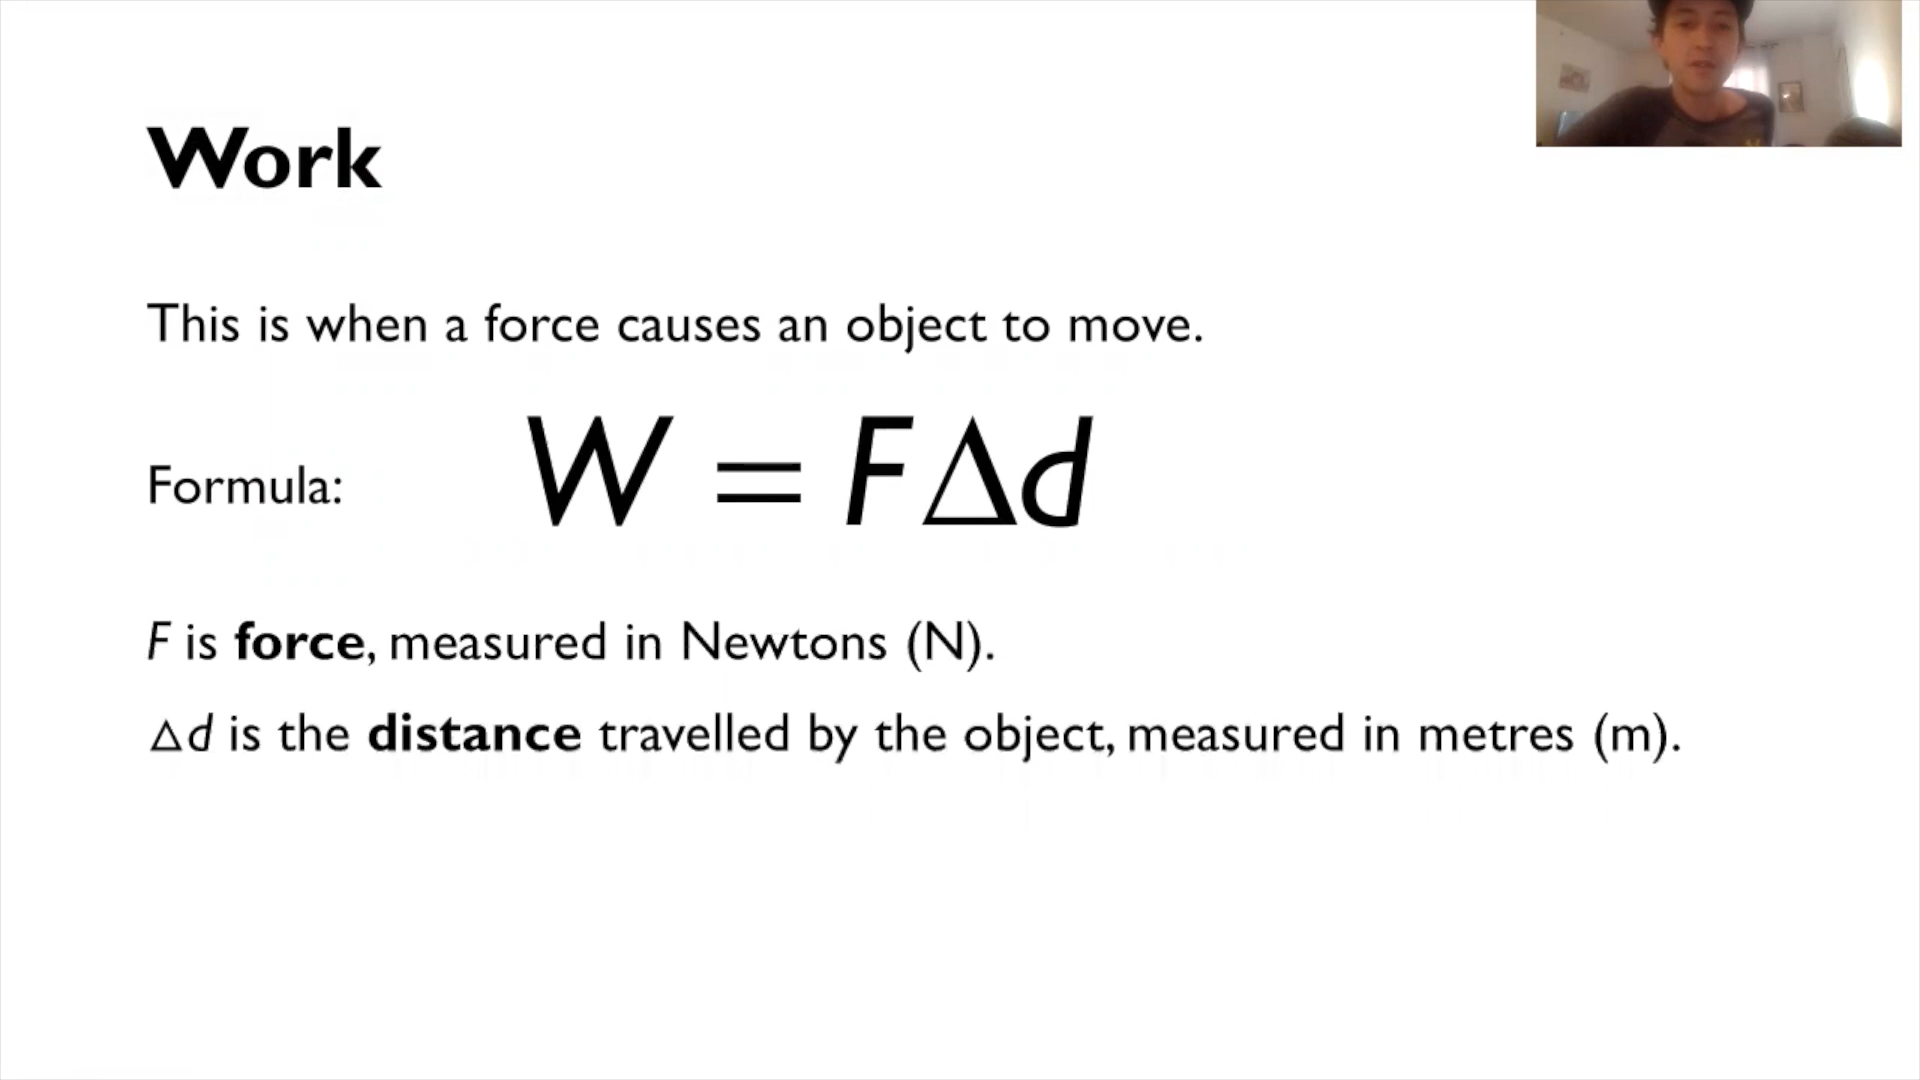 Work
This is when a force causes an object to move.
Formula: W = FΔd
F is force, measured in Newtons (N).
Δd is the distance travelled by the object, measured in metres (m).